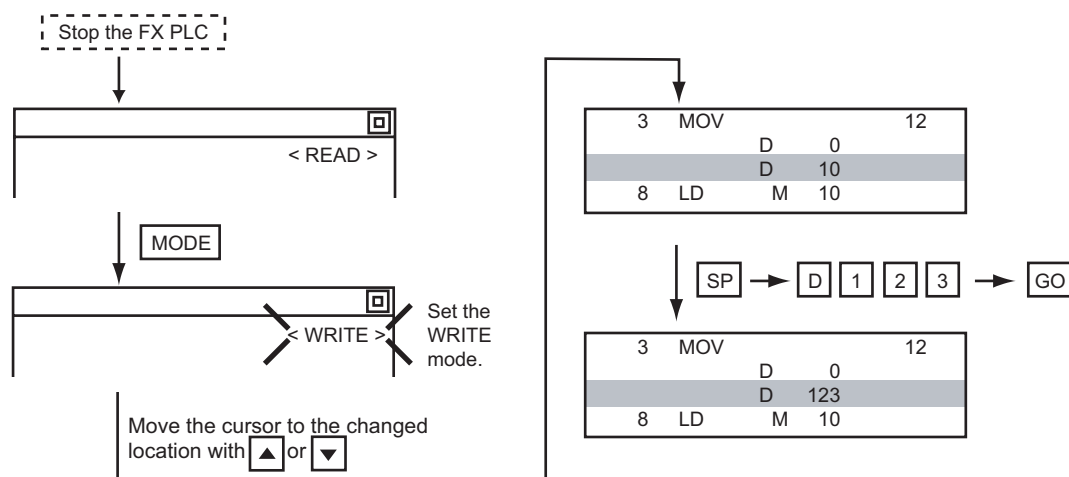 Stop the FX PLC
< READ >
MODE
< WRITE >
Set the
WRITE
mode.
Move the cursor to the changed
location with ▲ or ▼
3 MOV 12
D 0
D 10
8 LD M 10
SP D 1 2 3 GO
3 MOV 12
D 0
D 123
8 LD M 10